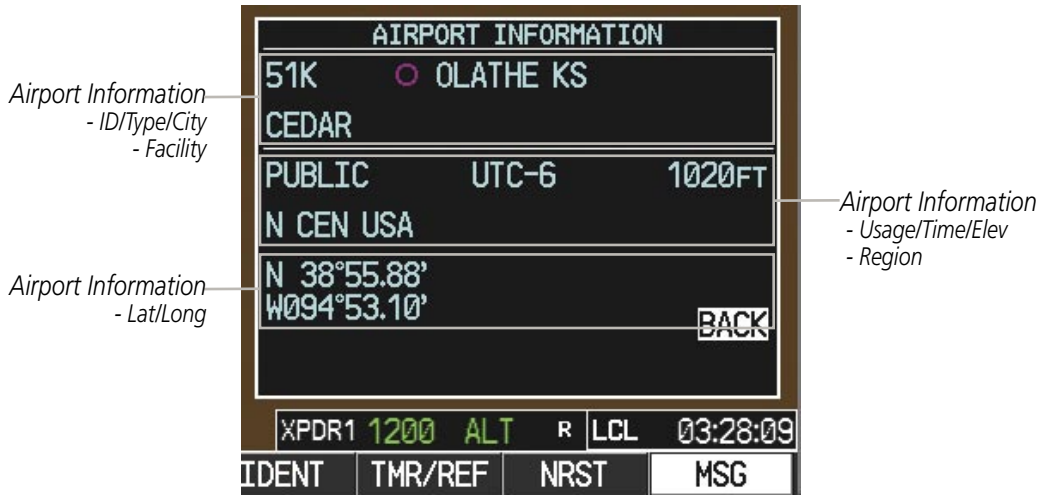 AIRPORT INFORMATION
51K OLATHE KS
CEDAR
PUBLIC UTC-6 1020FT
N CEN USA
N 38°55.88'
W094°53.10'
BACK
XPDR1 1200 ALT R LCL 03:28:09
IDENT TMR/REF NRST MSG
Airport Information
- ID/Type/City
- Facility
Airport Information
- Usage/Time/Elev
- Region
Airport Information
- Lat/Long